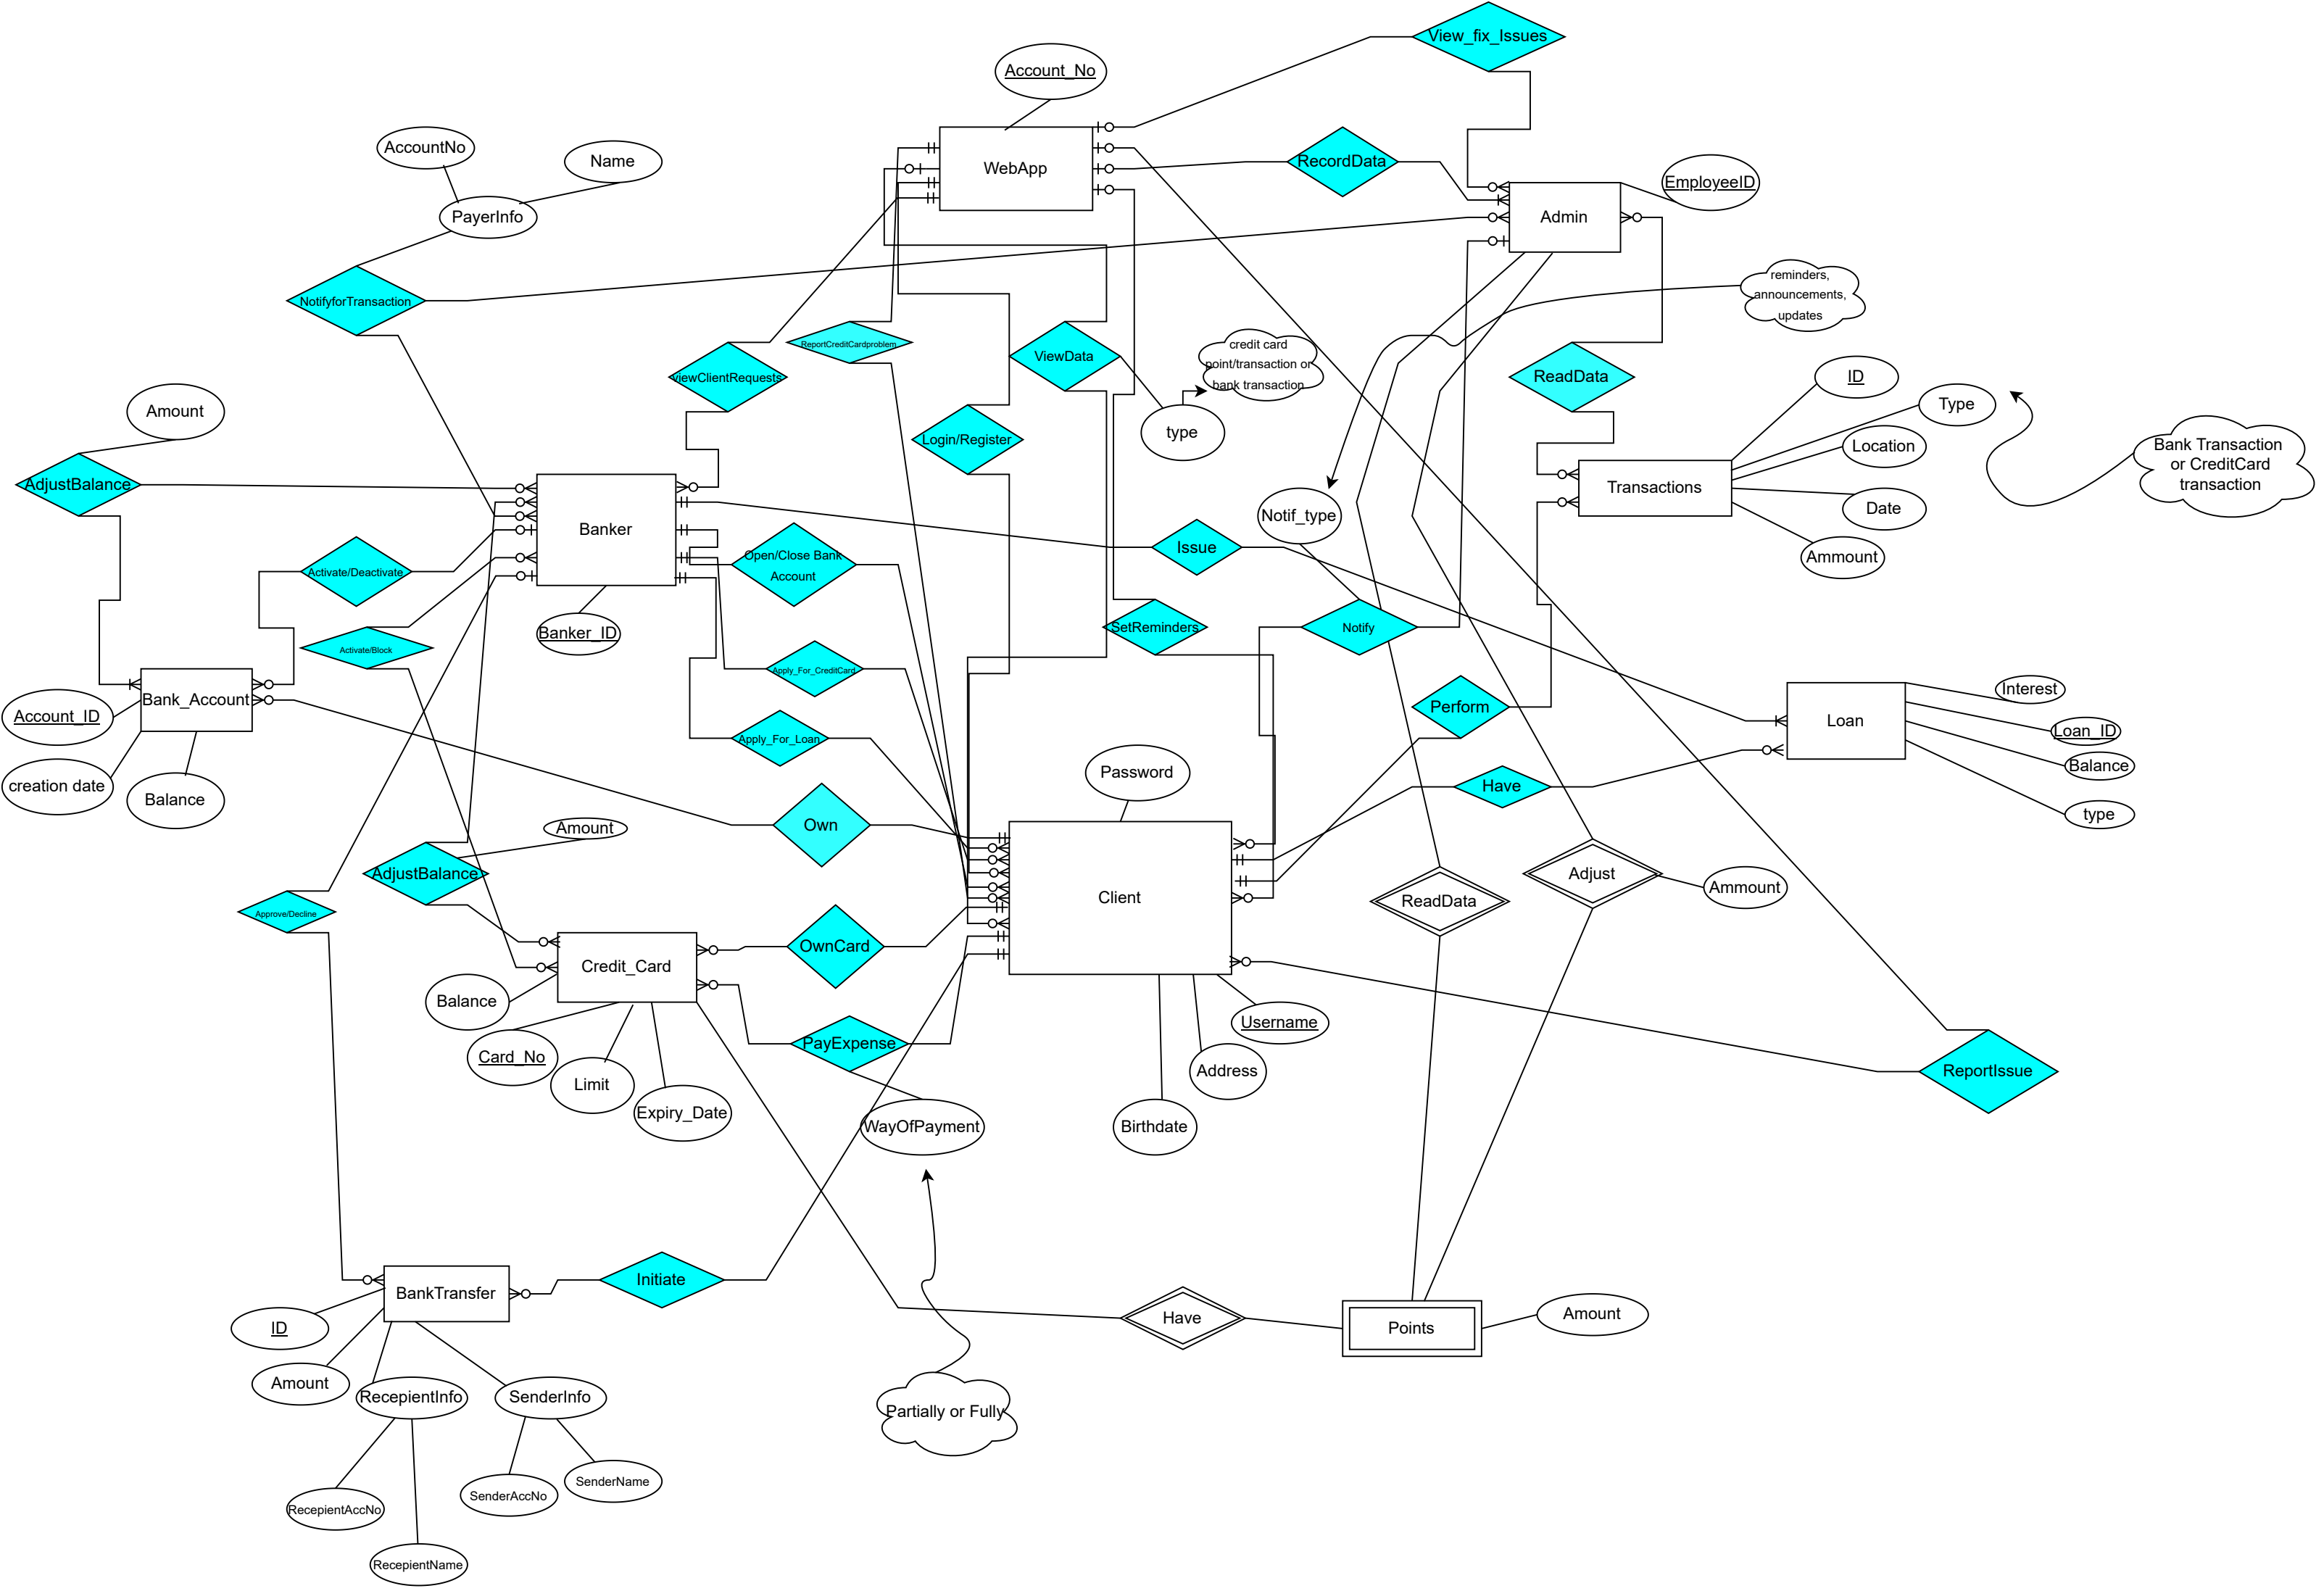 View_fix_Issues
Account_No
AccountNo
Name
WebApp
RecordData
EmployeeID
PayerInfo
Admin
NotifyforTransaction
reminders,
announcements,
updates
ReportCreditCardproblem
ViewData
credit card
point/transaction or
bank transaction
viewClientRequests
ReadData
ID
Type
Amount
Login/Register
type
Location
Bank Transaction
or CreditCard
transaction
AdjustBalance
Transactions
Date
Notif_type
Banker
Issue
Open/Close Bank
Account
Ammount
Activate/Deactivate
Banker_ID
SetReminders
Notify
Activate/Block
Apply_For_CreditCard
Bank_Account
Account_ID
Interest
Perform
Loan
Loan_ID
Apply_For_Loan
Password
Balance
creation date
Balance
Have
type
Own
Amount
AdjustBalance
Adjust
Ammount
Client
ReadData
Approve/Decline
OwnCard
Credit_Card
Balance
Username
PayExpense
Card_No
Limit
Address
ReportIssue
Expiry_Date
WayOfPayment
Birthdate
Initiate
BankTransfer
ID
Have
Points
Amount
Amount
RecepientInfo
SenderInfo
Partially or Fully
SenderName
SenderAccNo
RecepientAccNo
RecepientName